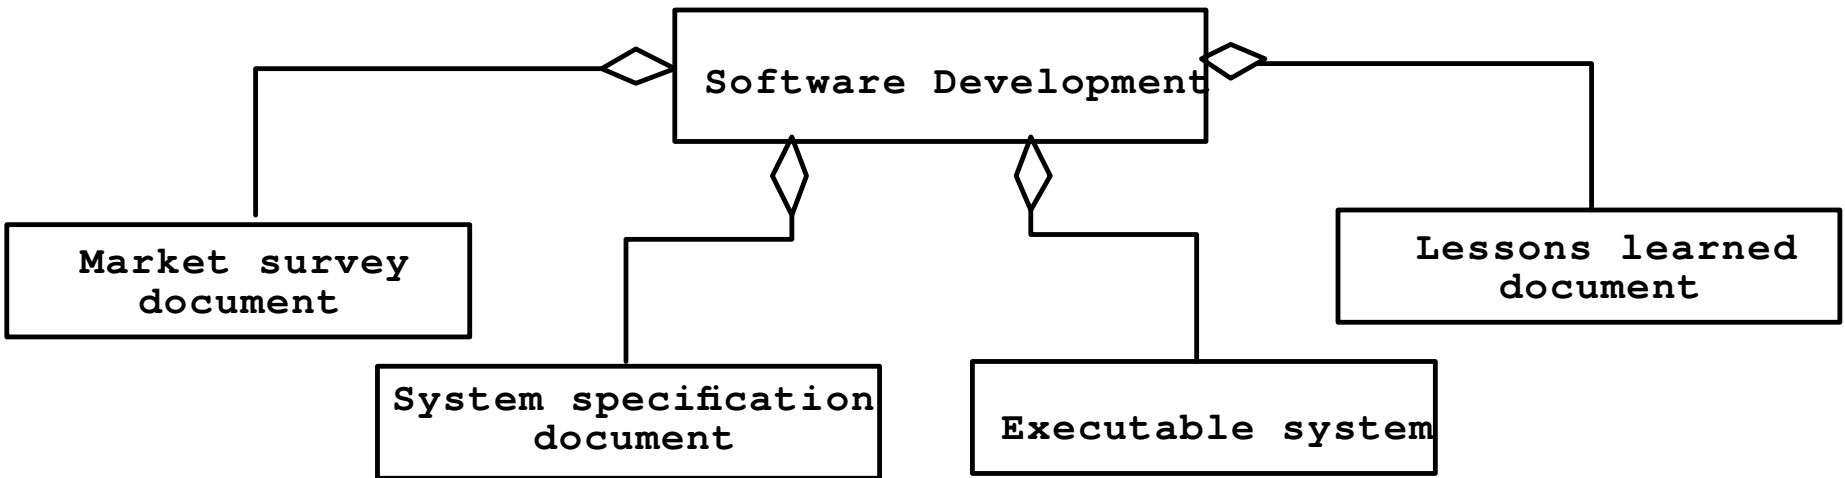 Software Development
Market survey
document
Lessons learned
document
System specification
document
Executable system